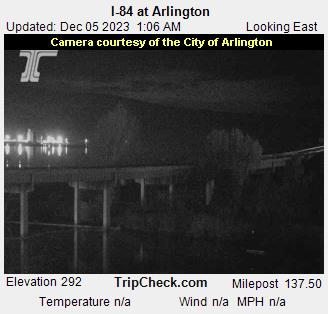 I-84 at Arlington
Updated: Dec 05 2023 1:06 AM Looking East
Camera courtesy of the City of Arlington
Elevation 292 TripCheck.com Milepost 137.50
Temperature n/a Wind n/a MPH n/a